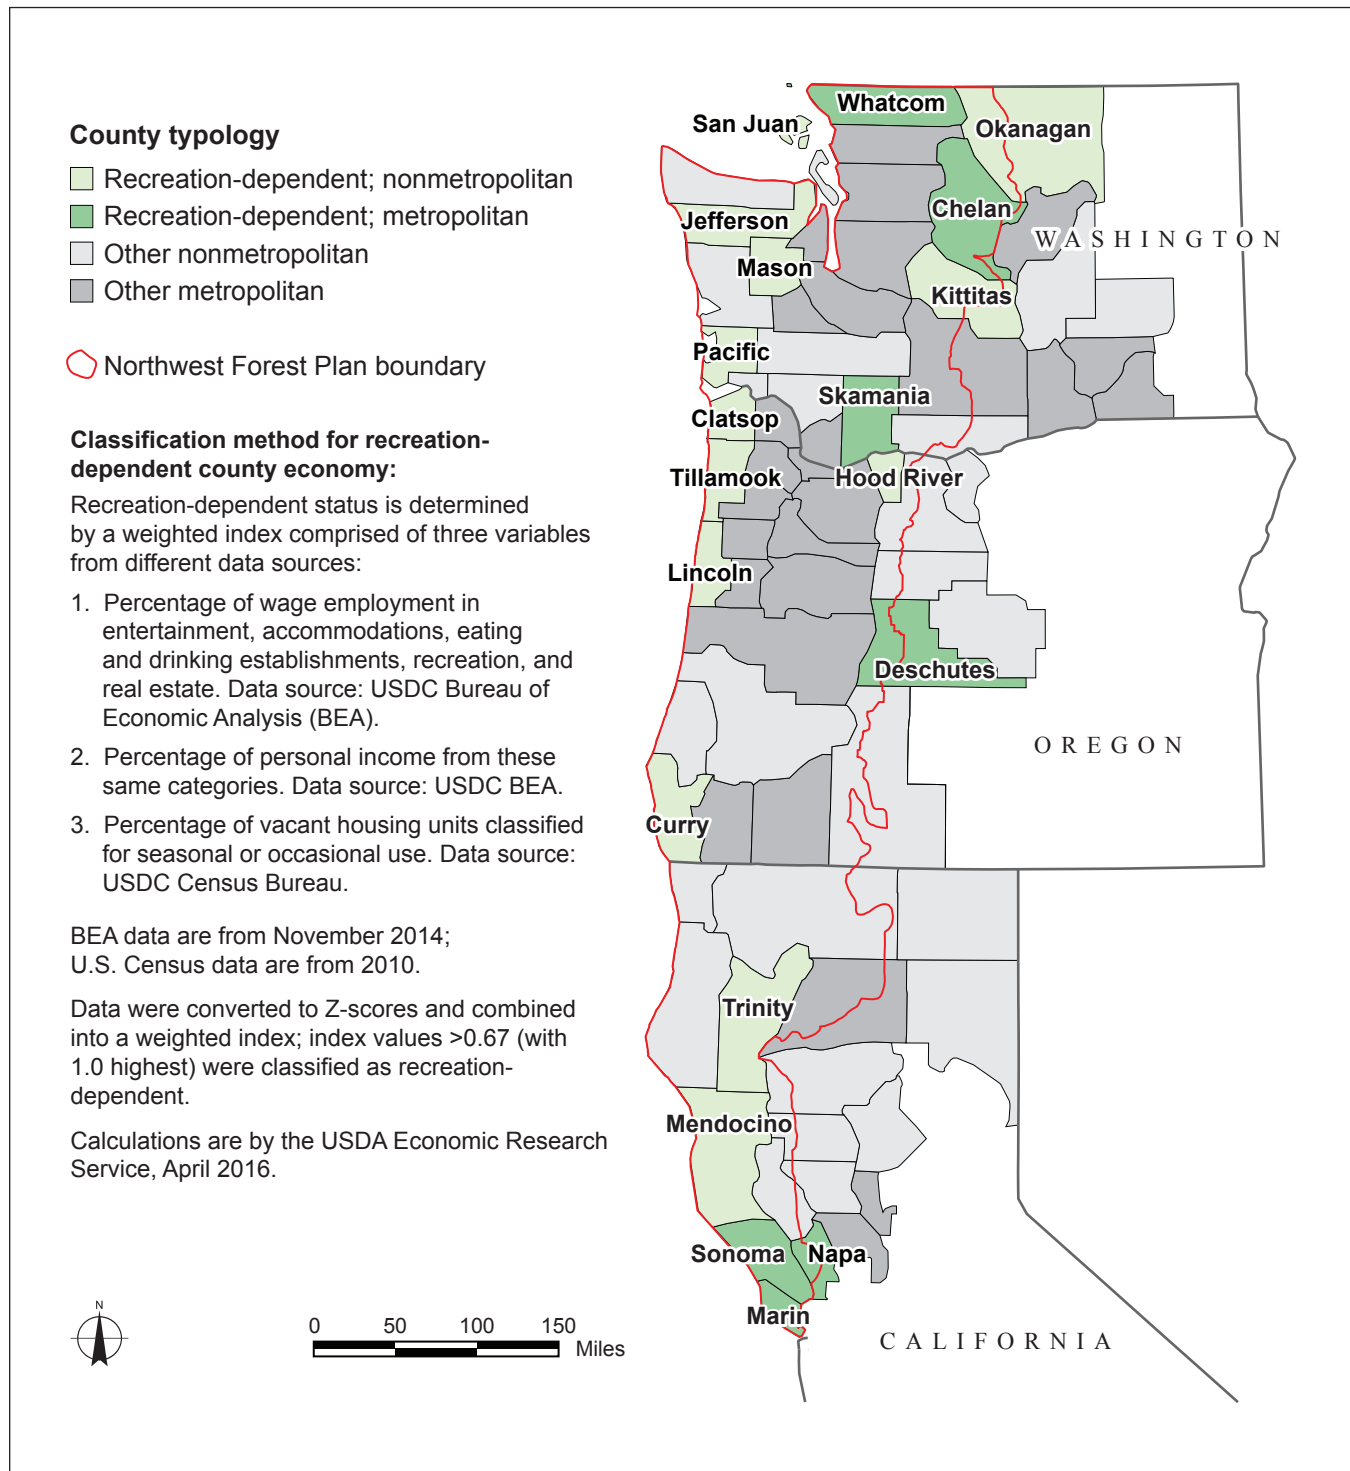 County typology
Recreation-dependent; nonmetropolitan
Recreation-dependent; metropolitan
Other nonmetropolitan
Other metropolitan
Northwest Forest Plan boundary
Classification method for recreation-
dependent county economy:
Recreation-dependent status is determined
by a weighted index comprised of three variables
from different data sources:
1. Percentage of wage employment in
entertainment, accommodations, eating
and drinking establishments, recreation, and
real estate. Data source: USDC Bureau of
Economic Analysis (BEA).
2. Percentage of personal income from these
same categories. Data source: USDC BEA.
3. Percentage of vacant housing units classified
for seasonal or occasional use. Data source:
USDC Census Bureau.
BEA data are from November 2014;
U.S. Census data are from 2010.
Data were converted to Z-scores and combined
into a weighted index; index values >0.67 (with
1.0 highest) were classified as recreation-
dependent.
Calculations are by the USDA Economic Research
Service, April 2016.
N
0 50 100 150
Miles
Whatcom
San Juan
Okanagan
Chelan
Jefferson
WASHINGTON
Mason
Kittitas
Pacific
Skamania
Clatsop
Tillamook
Hood River
Lincoln
Deschutes
OREGON
Curry
Trinity
Mendocino
Sonoma
Napa
Marin
CALIFORNIA